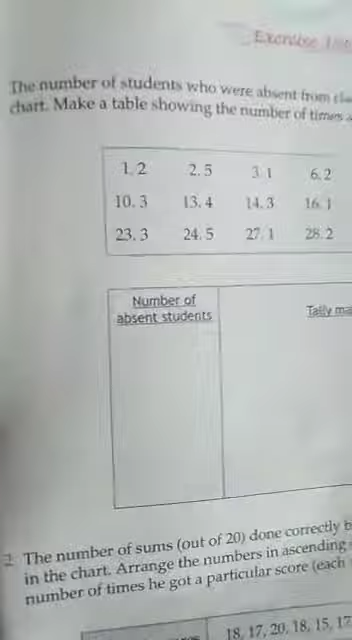 Exercise
The number of students who were absent from
chart. Make a table showing the number of times
1. 2 2. 5 3. 1 6. 2
10. 3 13. 4 14. 3 16. 1
23. 3 24. 5 27. 1 28. 2
Number of
absent students
Tally
2. The number of sums (out of 20) done correctly
in the chart. Arrange the numbers in ascending
number of times he got a particular score (each
18, 17, 20, 18, 15, 17